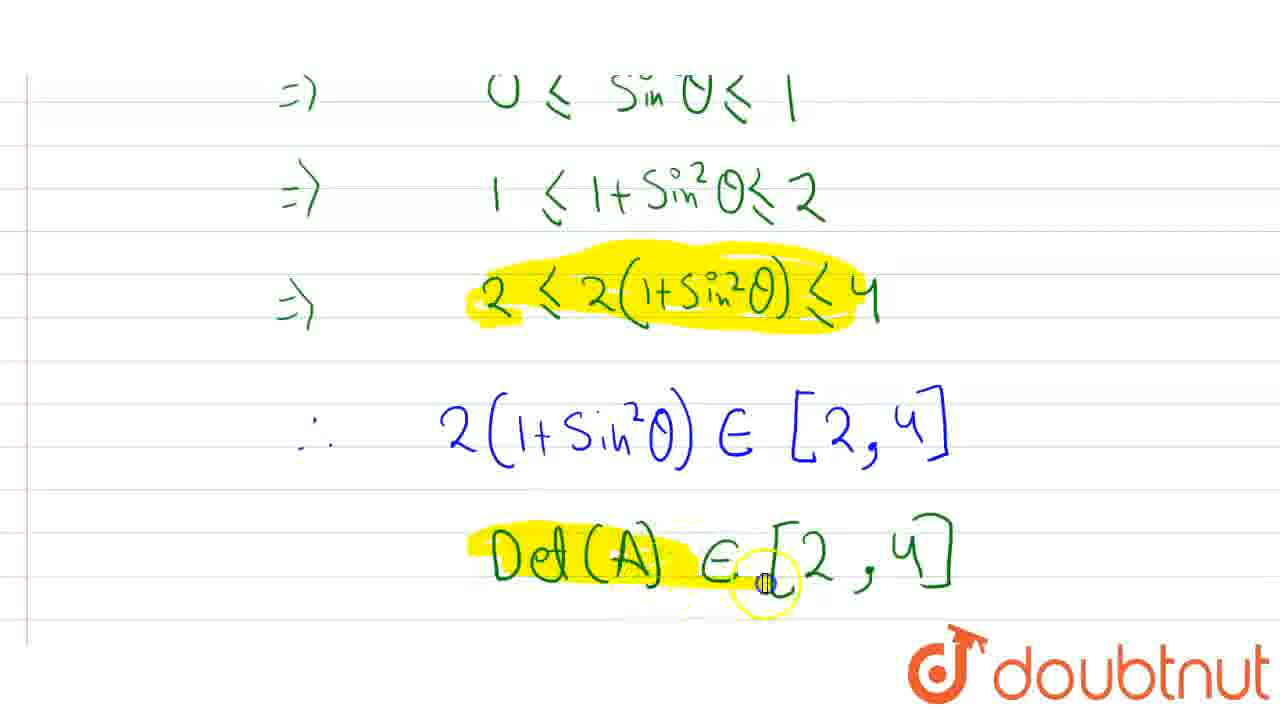 ⇒ 0 ≤ Sin θ ≤ 1
⇒ 1 ≤ 1 + Sin²θ ≤ 2
⇒ 2 ≤ 2(1 + Sin²θ) ≤ 4
∴ 2(1 + Sin²θ) ∈ [2, 4]
Det(A) ∈ [2, 4]
doubtnut